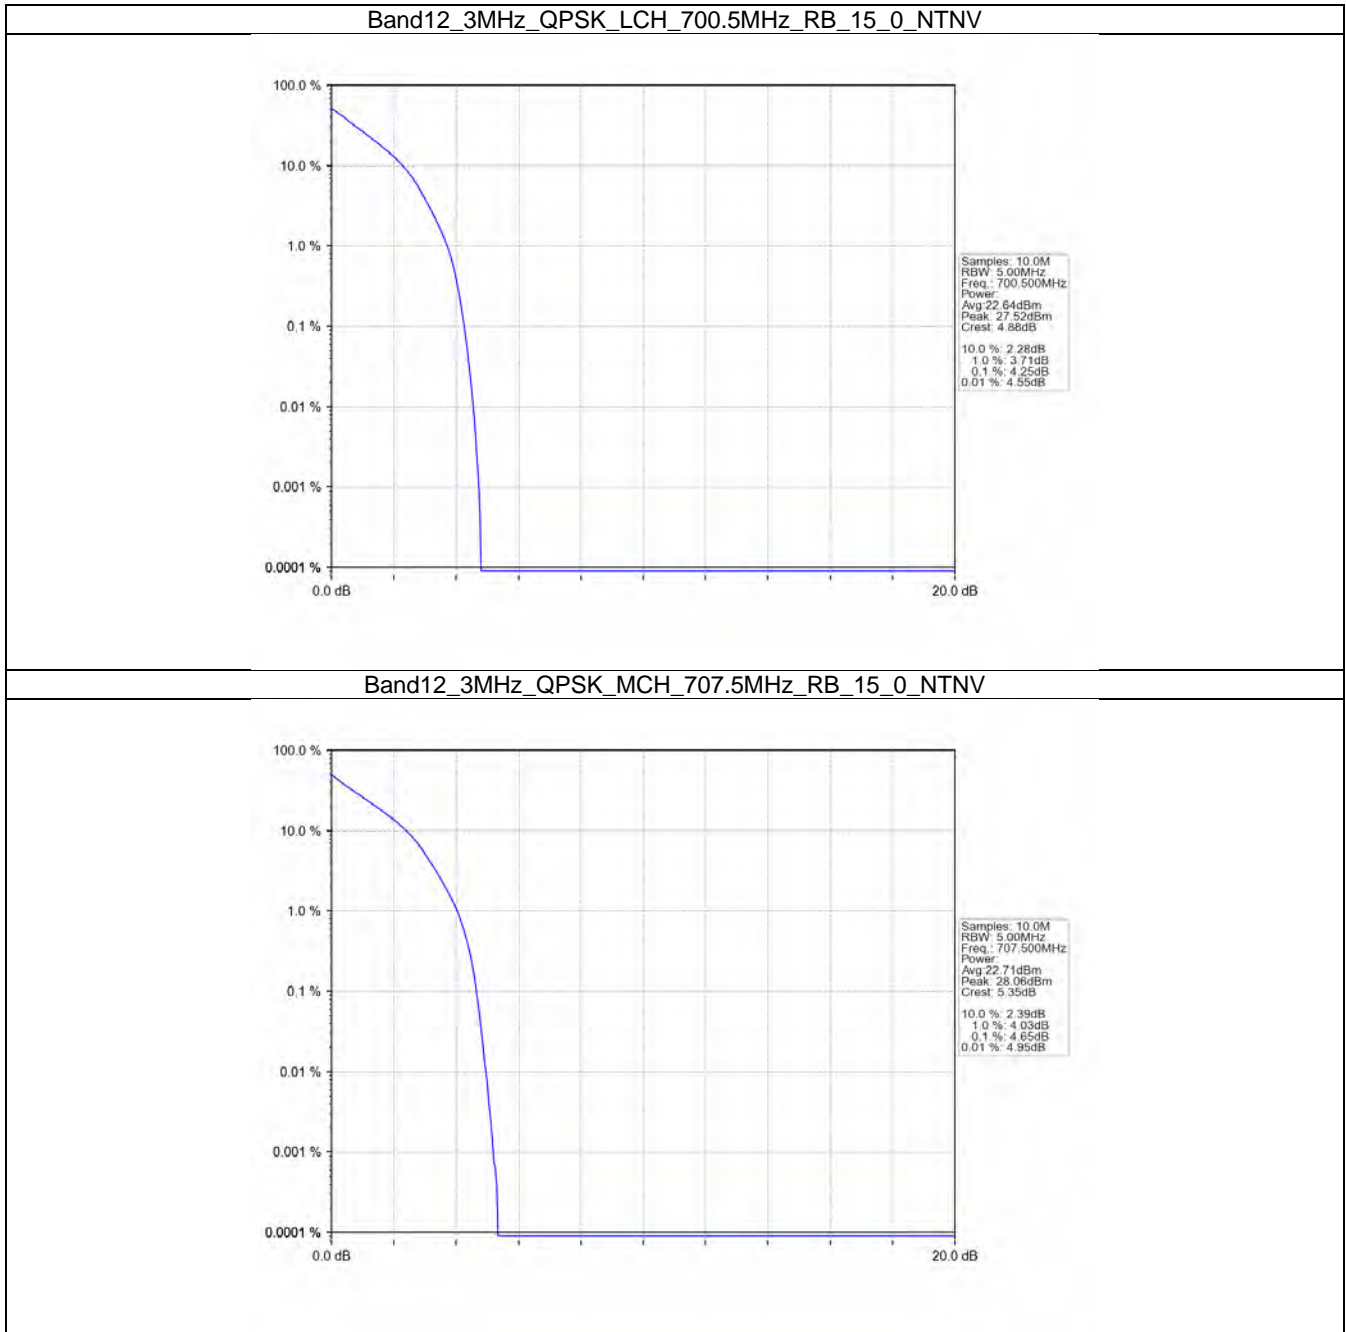 Band12_3MHz_QPSK_LCH_700.5MHz_RB_15_0_NTNV
100.0 %
10.0 %
1.0 %
0.1 %
0.01 %
0.001 %
0.0001 %
0.0 dB
20.0 dB
Samples: 10.0M
RBW: 5.00MHz
Freq.: 700.500MHz
Power:
Avg:22.64dBm
Peak: 27.52dBm
Crest: 4.88dB
10.0 %: 2.28dB
1.0 %: 3.71dB
0.1 %: 4.25dB
0.01 %: 4.55dB
Band12_3MHz_QPSK_MCH_707.5MHz_RB_15_0_NTNV
100.0 %
10.0 %
1.0 %
0.1 %
0.01 %
0.001 %
0.0001 %
0.0 dB
20.0 dB
Samples: 10.0M
RBW: 5.00MHz
Freq.: 707.500MHz
Power:
Avg:22.71dBm
Peak: 28.06dBm
Crest: 5.35dB
10.0 %: 2.39dB
1.0 %: 4.03dB
0.1 %: 4.65dB
0.01 %: 4.95dB